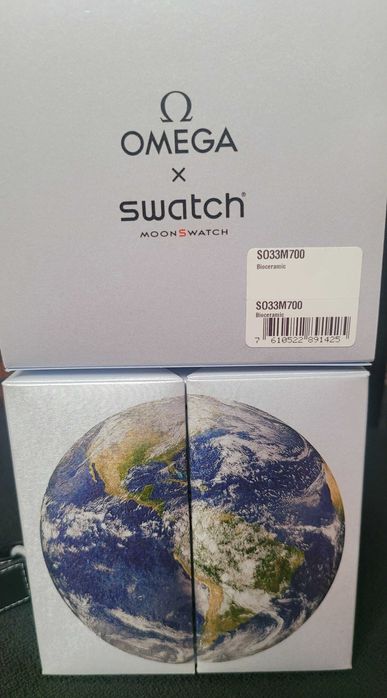 Ω
OMEGA
×
swatch®
MOONSWATCH
SO33M700
Bioceramic
SO33M700
Bioceramic
7 610522 891425